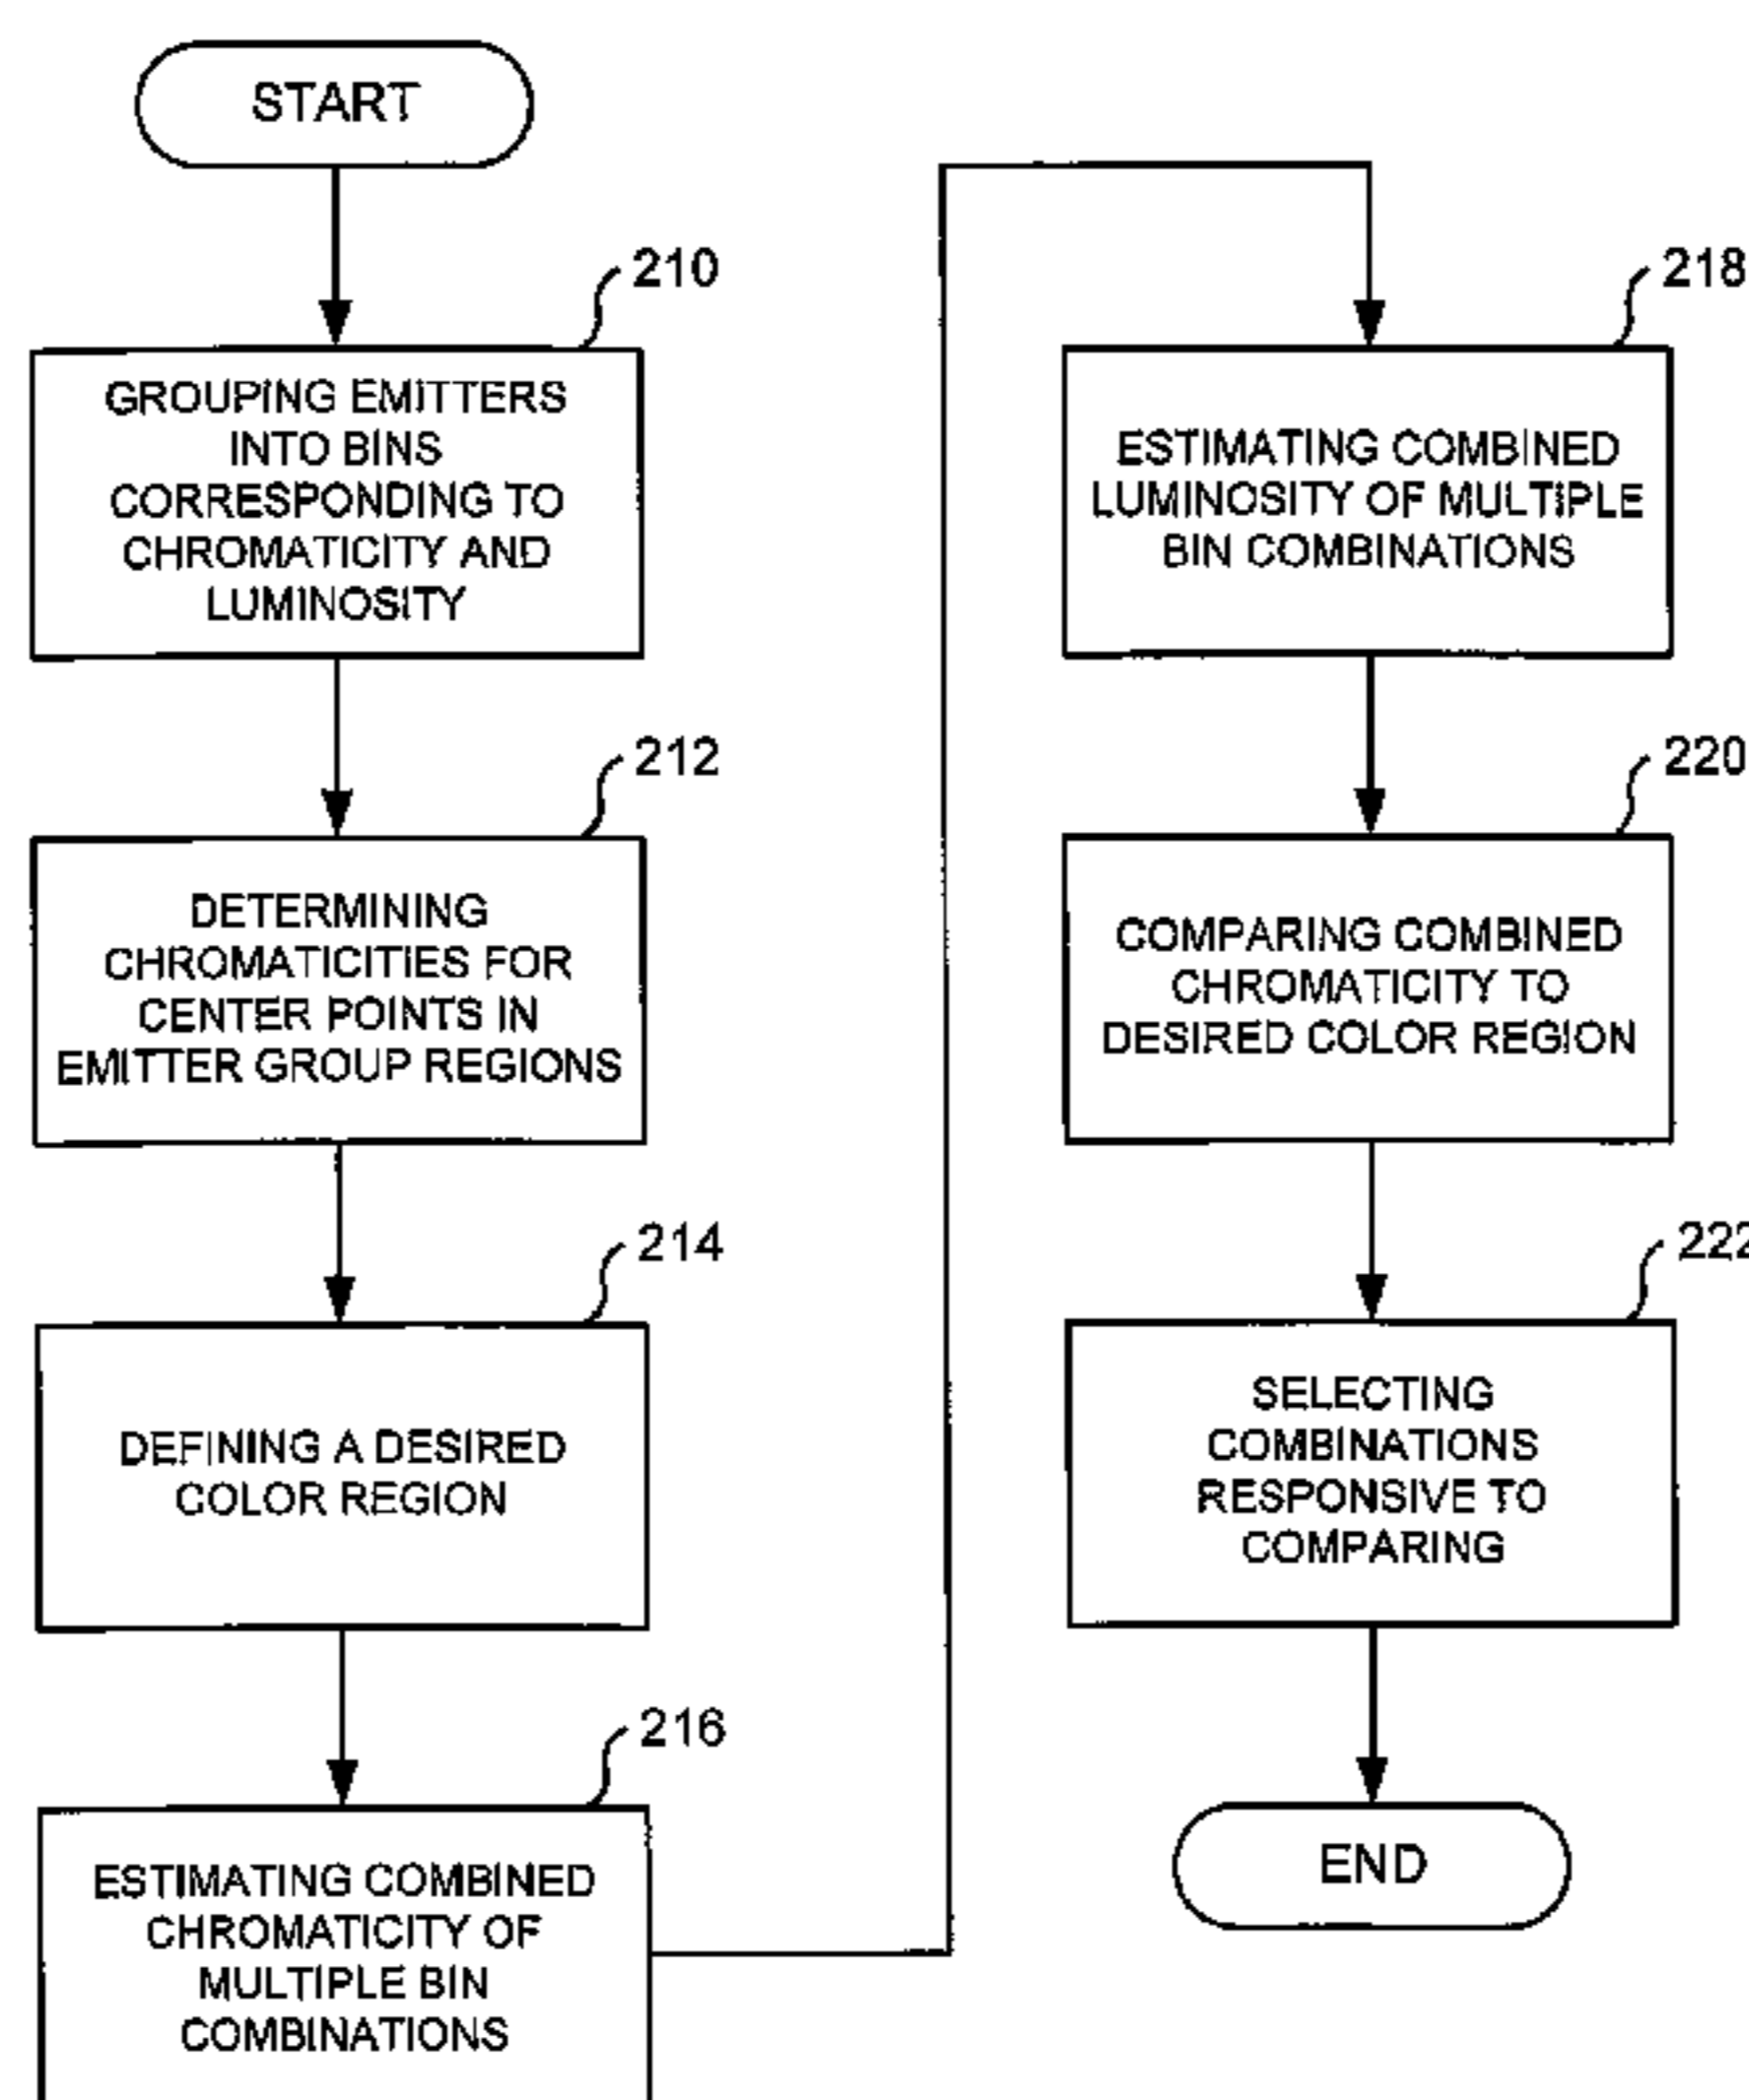 START
210
GROUPING EMITTERS
INTO BINS
CORRESPONDING TO
CHROMATICITY AND
LUMINOSITY
212
DETERMINING
CHROMATICITIES FOR
CENTER POINTS IN
EMITTER GROUP REGIONS
214
DEFINING A DESIRED
COLOR REGION
216
ESTIMATING COMBINED
CHROMATICITY OF
MULTIPLE BIN
COMBINATIONS
218
ESTIMATING COMBINED
LUMINOSITY OF MULTIPLE
BIN COMBINATIONS
220
COMPARING COMBINED
CHROMATICITY TO
DESIRED COLOR REGION
222
SELECTING
COMBINATIONS
RESPONSIVE TO
COMPARING
END